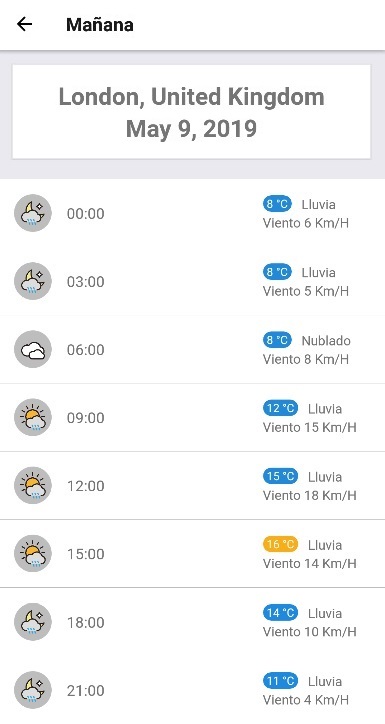 Mañana
London, United Kingdom
May 9, 2019
00:00
8 °C Lluvia
Viento 6 Km/H
03:00
8 °C Lluvia
Viento 5 Km/H
06:00
8 °C Nublado
Viento 8 Km/H
09:00
12 °C Lluvia
Viento 15 Km/H
12:00
15 °C Lluvia
Viento 18 Km/H
15:00
16 °C Lluvia
Viento 14 Km/H
18:00
14 °C Lluvia
Viento 10 Km/H
21:00
11 °C Lluvia
Viento 4 Km/H